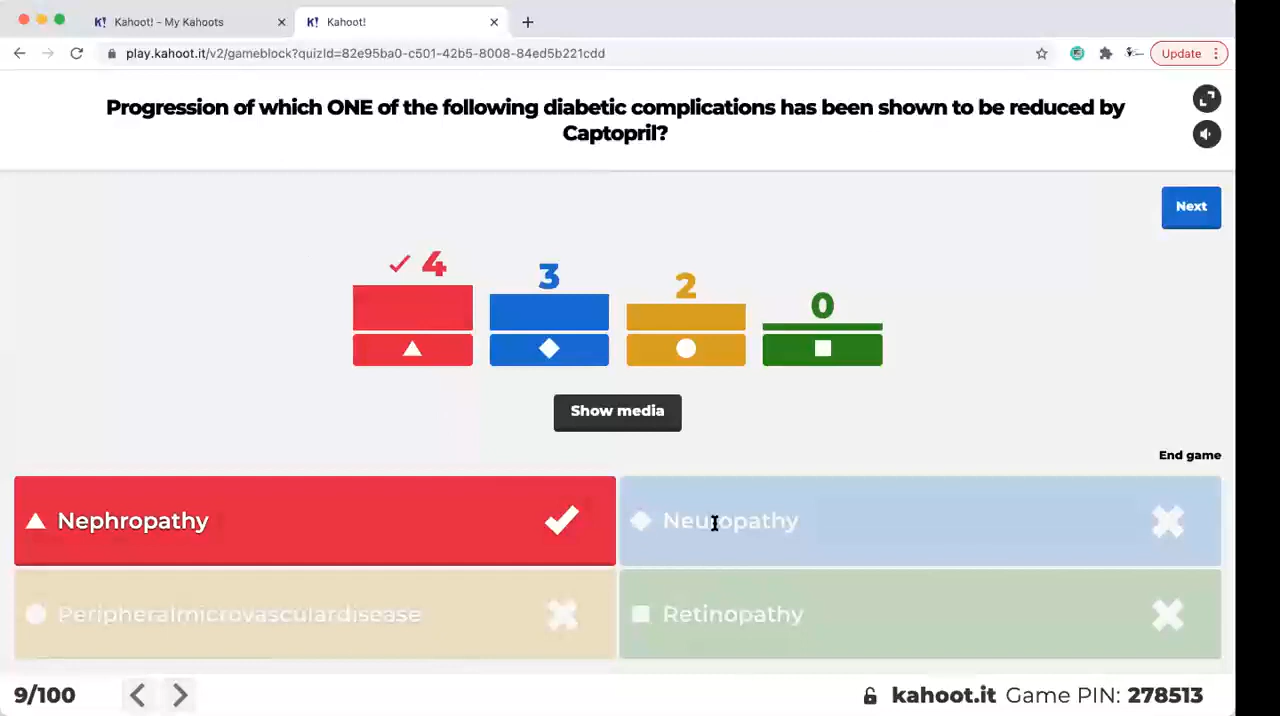 K! Kahoot! - My Kahoots
K! Kahoot!
play.kahoot.it/v2/gameblock?quizId=82e95ba0-c501-42b5-8008-84ed5b221cdd
Update
Progression of which ONE of the following diabetic complications has been shown to be reduced by
Captopril?
Next
4
3
2
0
Show media
End game
Nephropathy
Neuropathy
Peripheralmicrovasculardisease
Retinopathy
9/100
kahoot.it Game PIN: 278513